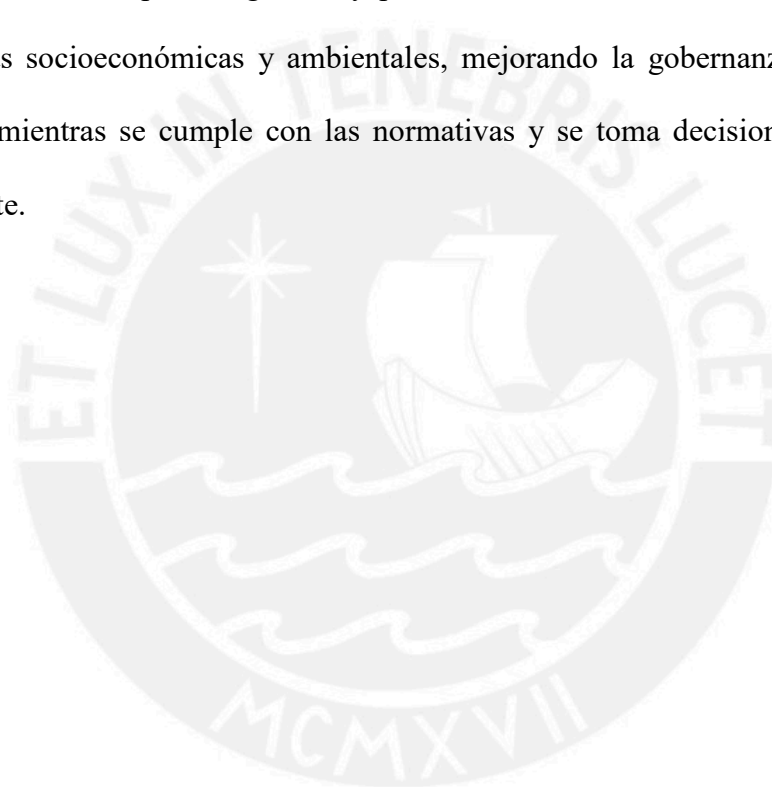 s socioeconómicas y ambientales, mejorando la gobernanz
mientras se cumple con las normativas y se toma decision
te.
ET LUX IN TENEBRIS LUCET
MCMXVII